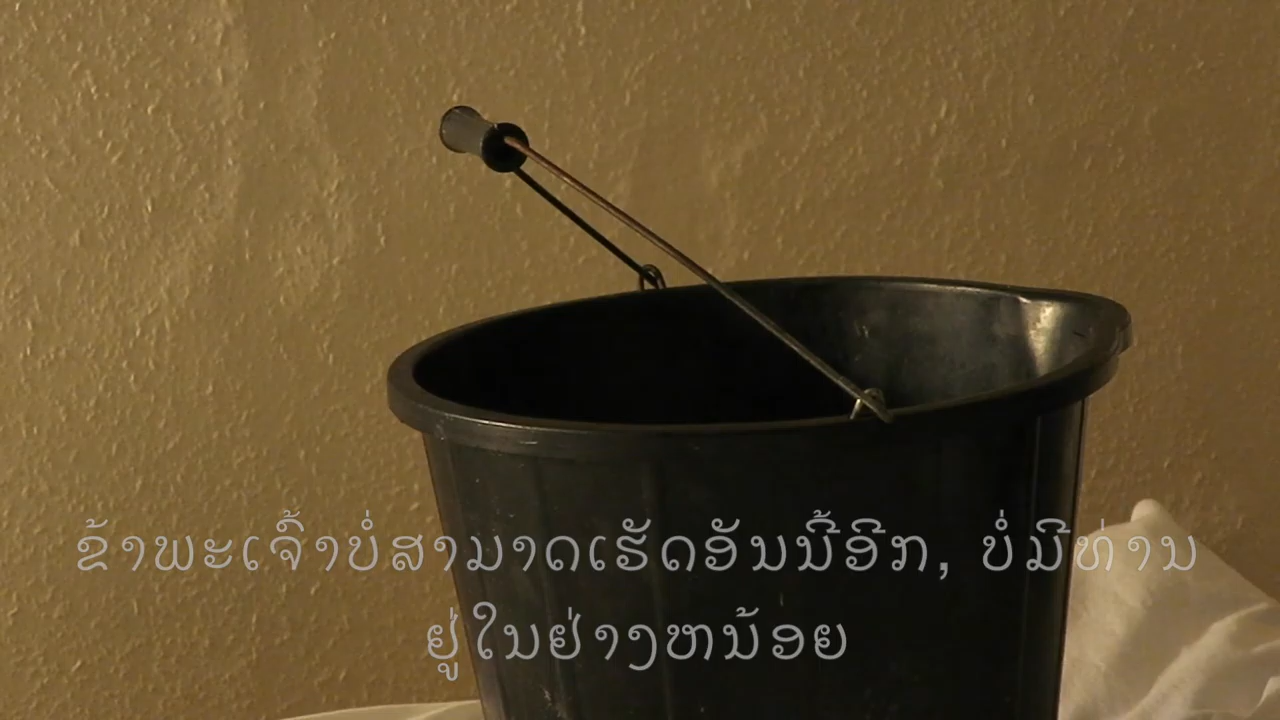 ຂ້າພະເຈົ້າບໍ່ສາມາດເຮັດອັນນີ້ອີກ, ບໍ່ມີທ່ານ
ຢູ່ໃນຢ່າງຫນ້ອຍ